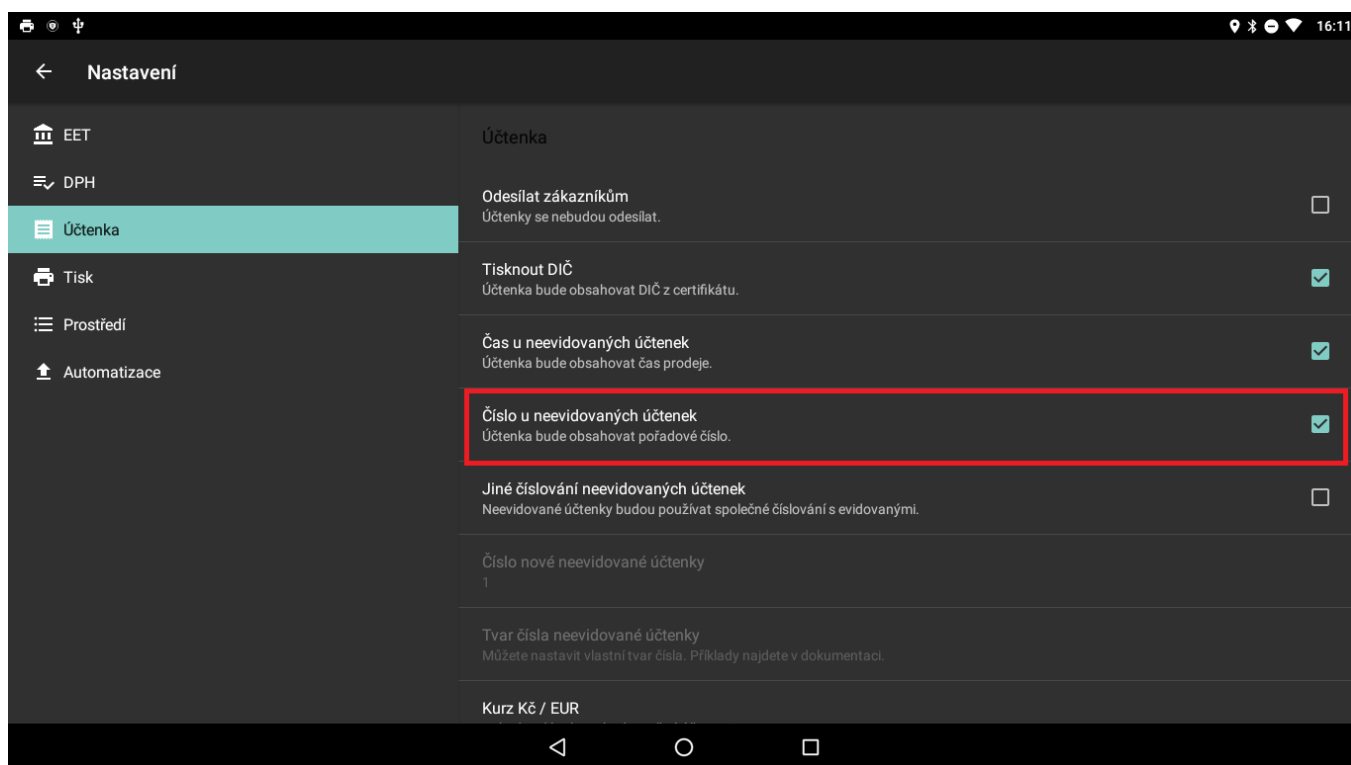 16:11
Nastavení
EET
DPH
Účtenka
Tisk
Prostředí
Automatizace
Účtenka
Odesílat zákazníkům
Účtenky se nebudou odesílat.
Tisknout DIČ
Účtenka bude obsahovat DIČ z certifikátu.
Čas u neevidovaných účtenek
Účtenka bude obsahovat čas prodeje.
Číslo u neevidovaných účtenek
Účtenka bude obsahovat pořadové číslo.
Jiné číslování neevidovaných účtenek
Neevidované účtenky budou používat společné číslování s evidovanými.
Číslo nové neevidované účtenky
1
Tvar čísla neevidované účtenky
Můžete nastavit vlastní tvar čísla. Příklady najdete v dokumentaci.
Kurz Kč / EUR